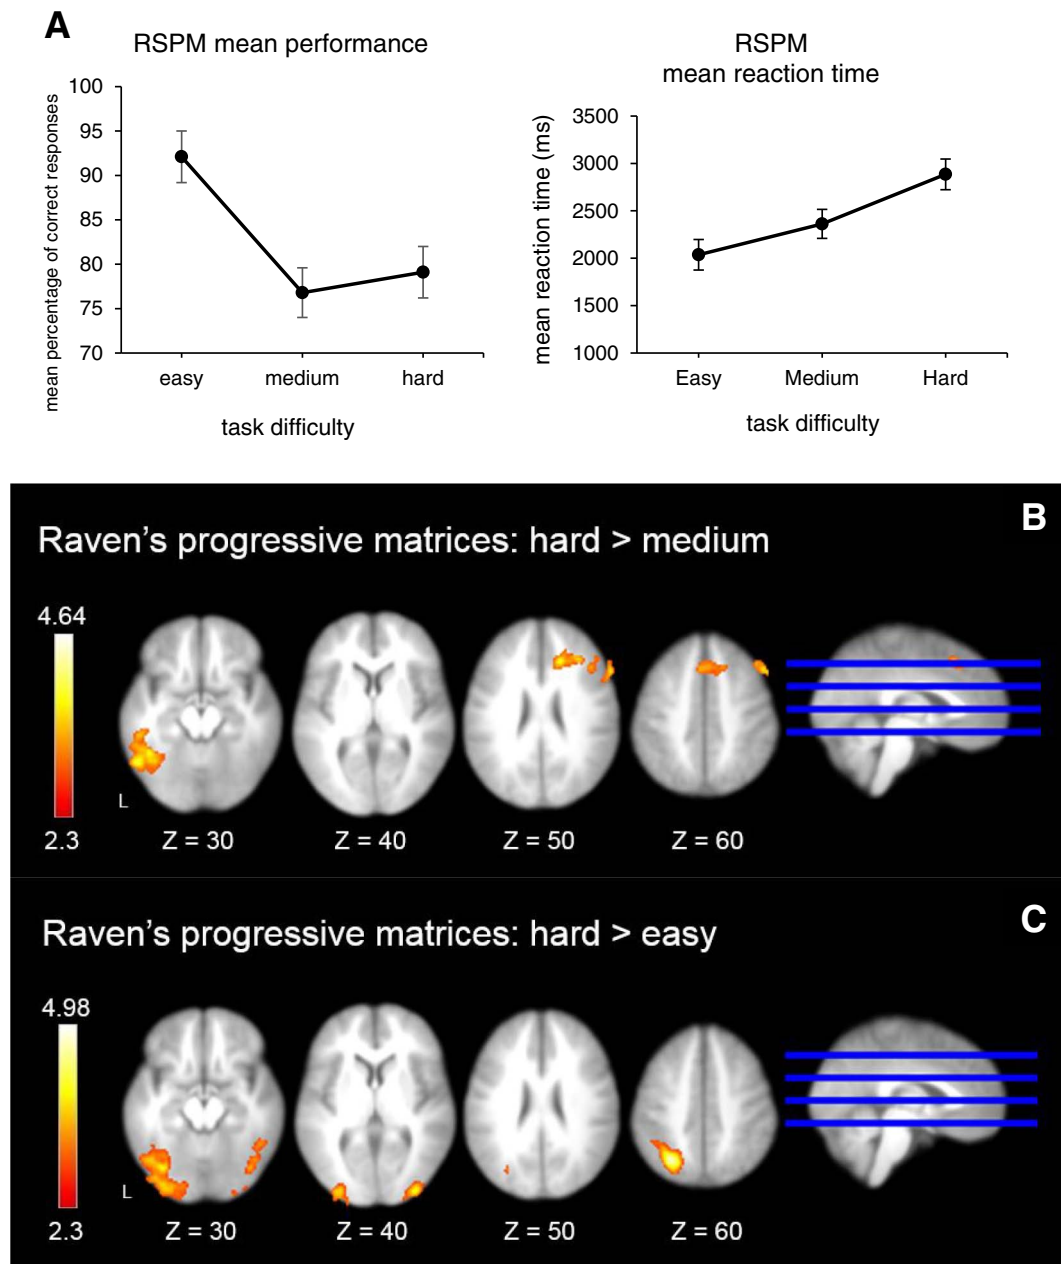 A
RSPM mean performance
mean percentage of correct responses
100
95
90
85
80
75
70
easy medium hard
task difficulty
RSPM
mean reaction time
mean reaction time (ms)
3500
3000
2500
2000
1500
1000
Easy Medium Hard
task difficulty
B
Raven’s progressive matrices: hard > medium
4.64
L
2.3 Z = 30 Z = 40 Z = 50 Z = 60
C
Raven’s progressive matrices: hard > easy
4.98
L
2.3 Z = 30 Z = 40 Z = 50 Z = 60